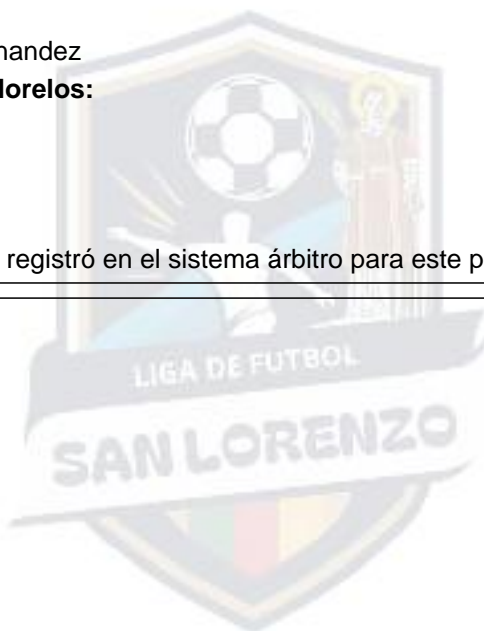 nandez
lorelos:
registró en el sistema árbitro para este p
LIGA DE FUTBOL
SAN LORENZO